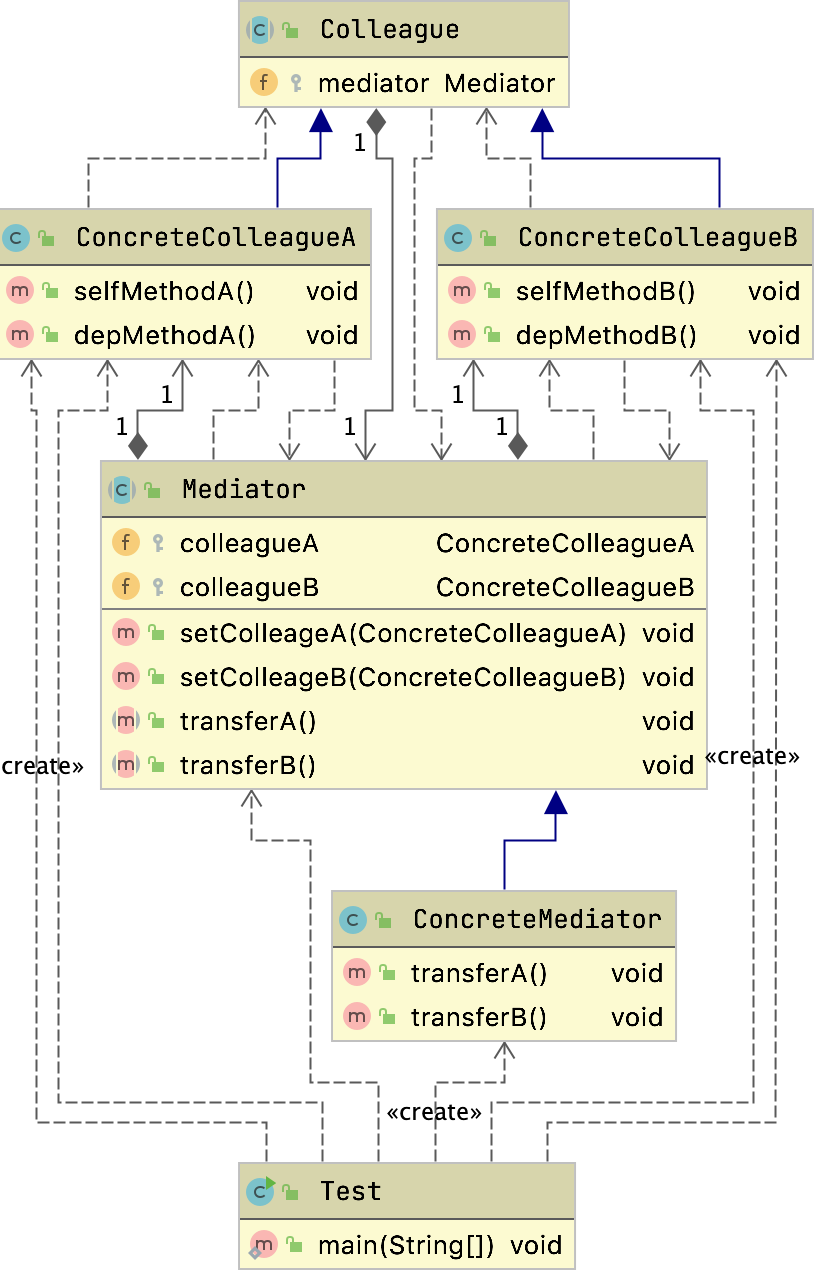 Colleague
mediator Mediator
1
ConcreteColleagueA
selfMethodA() void
depMethodA() void
ConcreteColleagueB
selfMethodB() void
depMethodB() void
1
1
1
1
1
Mediator
colleagueA ConcreteColleagueA
colleagueB ConcreteColleagueB
setColleageA(ConcreteColleagueA) void
setColleageB(ConcreteColleagueB) void
transferA() void
transferB() void
create»
«create»
ConcreteMediator
transferA() void
transferB() void
«create»
Test
main(String[]) void